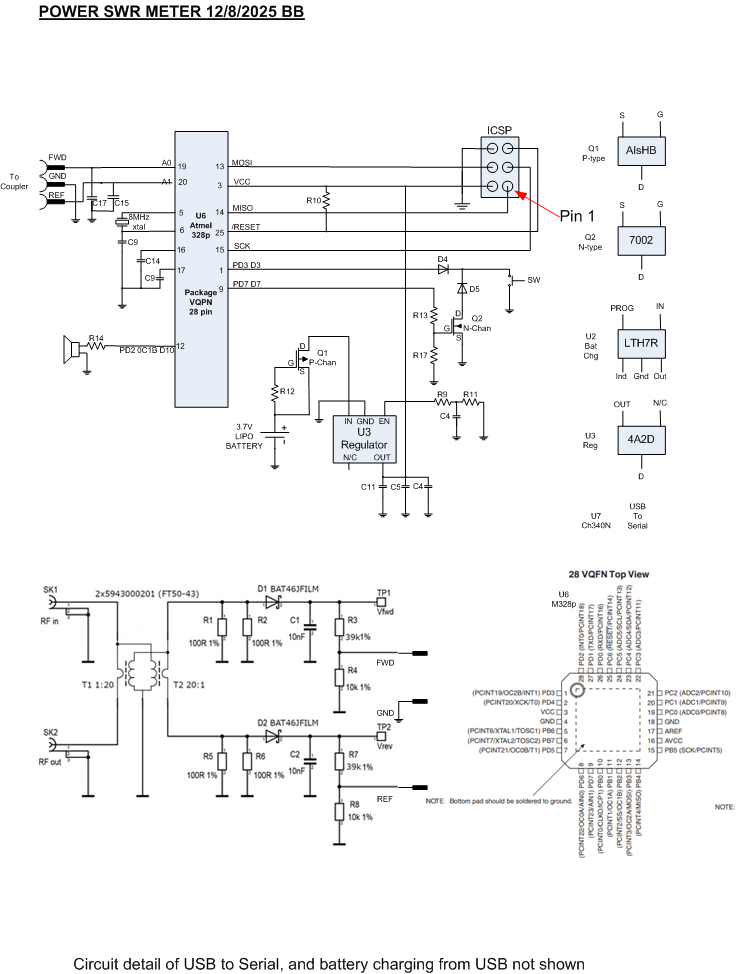 POWER SWR METER 12/8/2025 BB
ICSP
FWD
GND
REF
To
Coupler
A0
A1
19
20
5
6
16
17
12
13
3
14
25
15
1
9
MOSI
VCC
MISO
/RESET
SCK
PD3 D3
PD7 D7
U6
Atmel
328p
Package
VQPN
28 pin
C17
C15
8MHz
xtal
C9
C14
C9
R10
Pin 1
D4
D5
SW
R14
PD2 0C1B D10
R13
R17
D
G
S
Q2
N-Chan
D
G
S
Q1
P-Chan
R12
3.7V
LIPO
BATTERY
+
IN GND EN
U3
Regulator
N/C
OUT
R9
R11
C4
C11
C5
C4
S
G
Q1
P-type
AIsHB
D
S
G
Q2
N-type
7002
D
PROG
IN
U2
Bat
Chg
LTH7R
Ind Gnd Out
OUT
N/C
U3
Reg
4A2D
D
U7
Ch340N
USB
To
Serial
SK1
RF in
2x5943000201 (FT50-43)
D1 BAT46JFILM
TP1
Vfwd
R1
100R 1%
R2
100R 1%
C1
10nF
R3
39k1%
FWD
R4
10k 1%
T1 1:20
T2 20:1
GND
SK2
RF out
D2 BAT46JFILM
TP2
Vrev
R5
100R 1%
R6
100R 1%
C2
10nF
R7
39k1%
REF
R8
10k 1%
28 VQFN Top View
U6
M328p
28 PD2 (INT0/PCINT18)
27 PD1 (TXD/PCINT17)
26 PD0 (RXD/PCINT16)
25 PC6 (RESET/PCINT14)
24 PC5 (ADC5/SCL/PCINT13)
23 PC4 (ADC4/SDA/PCINT12)
22 PC3 (ADC3/PCINT11)
(PCINT19/OC2B/INT1) PD3 1
(PCINT20/XCK/T0) PD4 2
VCC 3
GND 4
(PCINT6/XTAL1/TOSC1) PB6 5
(PCINT7/XTAL2/TOSC2) PB7 6
(PCINT21/OC0B/T1) PD5 7
21 PC2 (ADC2/PCINT10)
20 PC1 (ADC1/PCINT9)
19 PC0 (ADC0/PCINT8)
18 GND
17 AREF
16 AVCC
15 PB5 (SCK/PCINT5)
(PCINT22/OC0A/AIN0) PD6 8
(PCINT23/AIN1) PD7 9
(PCINT0/CLKO/ICP1) PB0 10
(PCINT1/OC1A) PB1 11
(PCINT2/SS/OC1B) PB2 12
(PCINT3/OC2A/MOSI) PB3 13
(PCINT4/MISO) PB4 14
NOTE: Bottom pad should be soldered to ground.
NOTE:
Circuit detail of USB to Serial, and battery charging from USB not shown